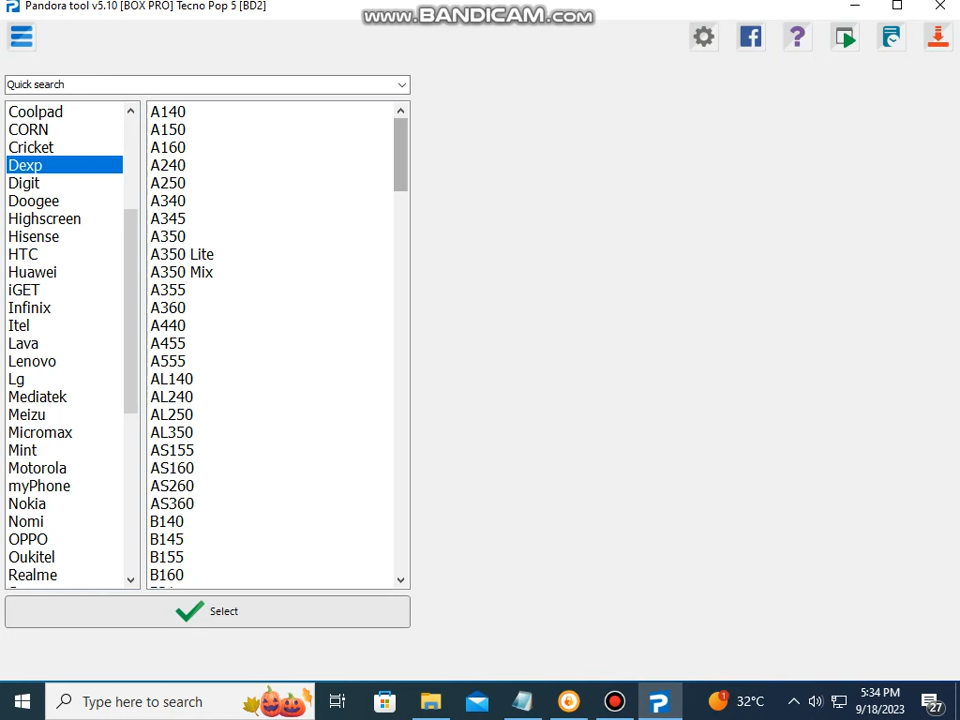 Pandora tool v5.10 [BOX PRO] Tecno Pop 5 [BD2]
WWW.BANDICAM.COM
Quick search
Coolpad
CORN
Cricket
Dexp
Digit
Doogee
Highscreen
Hisense
HTC
Huawei
iGET
Infinix
Itel
Lava
Lenovo
Lg
Mediatek
Meizu
Micromax
Mint
Motorola
myPhone
Nokia
Nomi
OPPO
Oukitel
Realme
A140
A150
A160
A240
A250
A340
A345
A350
A350 Lite
A350 Mix
A355
A360
A440
A455
A555
AL140
AL240
AL250
AL350
AS155
AS160
AS260
AS360
B140
B145
B155
B160
Select
Type here to search
1
32°C
5:34 PM
9/18/2023
27